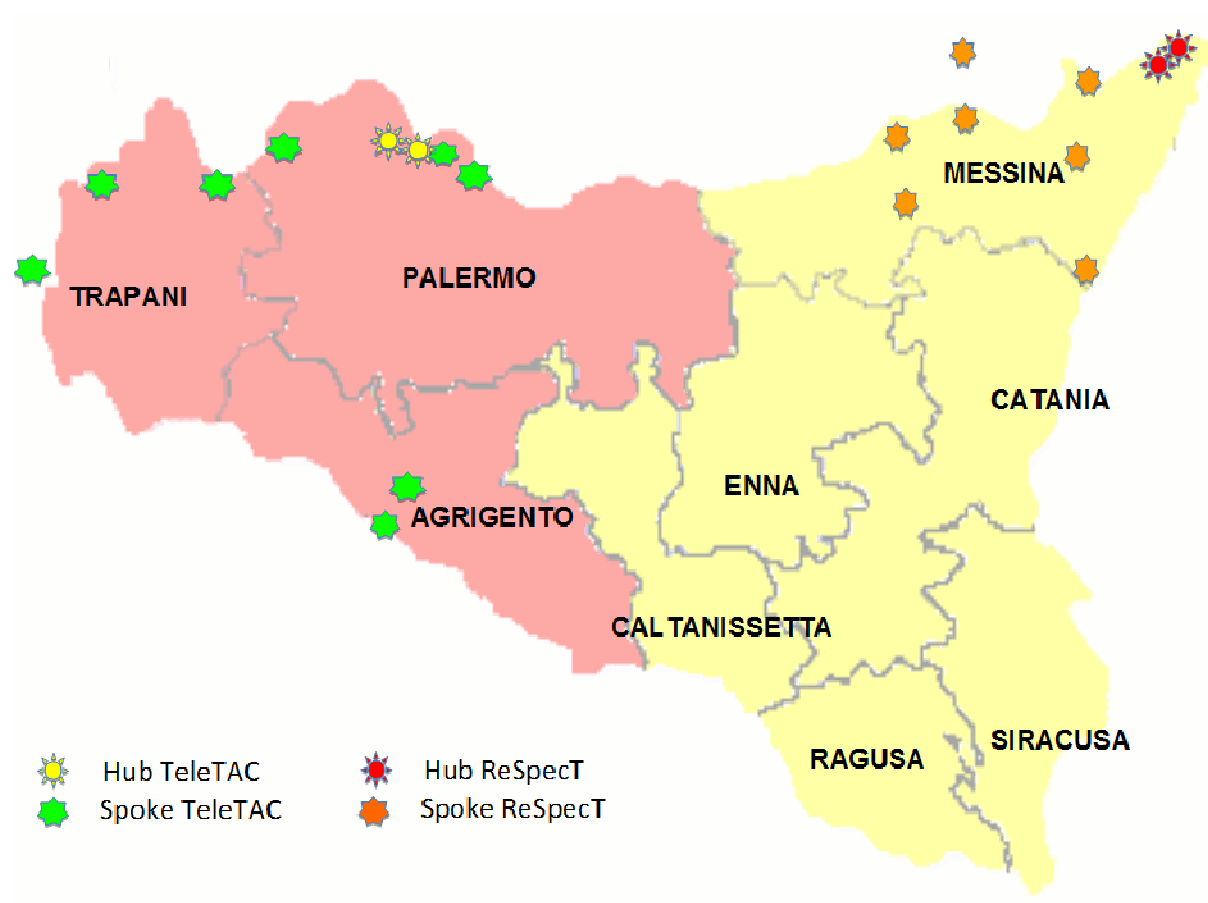 MESSINA
PALERMO
TRAPANI
CATANIA
ENNA
AGRIGENTO
CALTANISSETTA
SIRACUSA
RAGUSA
Hub TeleTAC
Hub ReSpecT
Spoke TeleTAC
Spoke ReSpecT